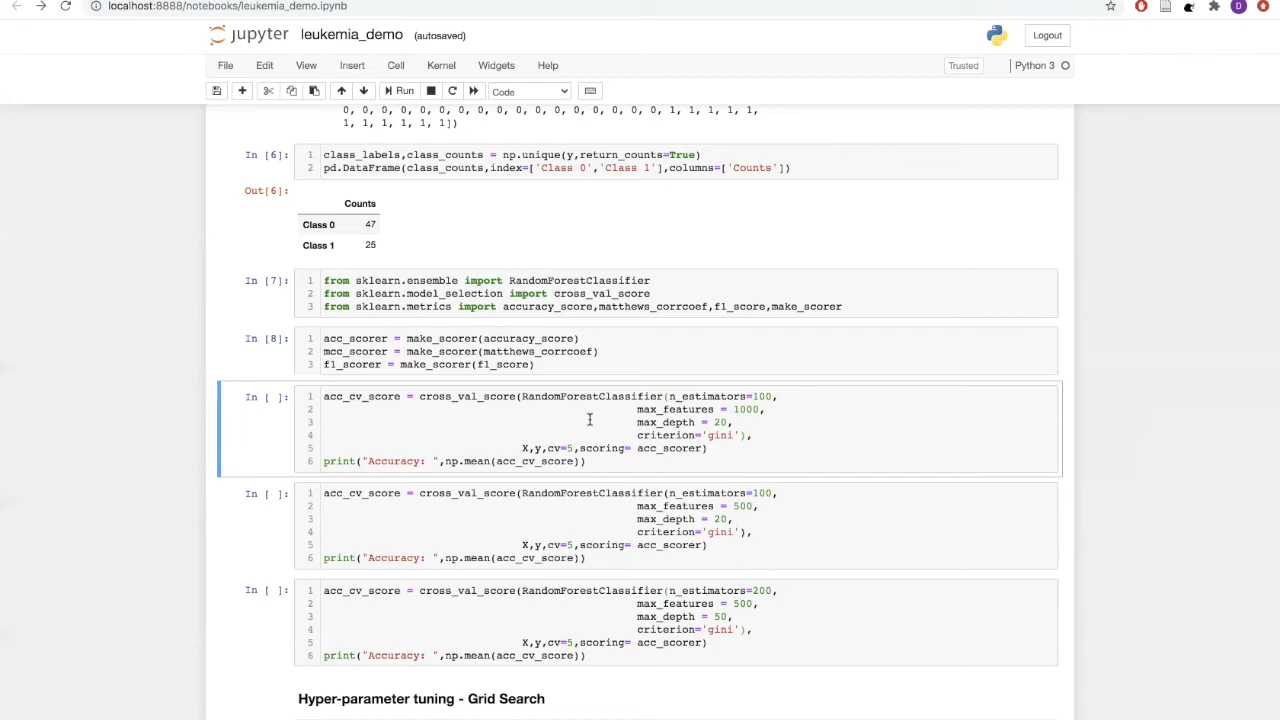 localhost:8888/notebooks/leukemia_demo.ipynb
D
jupyter leukemia_demo (autosaved)
Logout
File Edit View Insert Cell Kernel Widgets Help
Trusted
Python 3
Run
Code
0, 0, 0, 0, 0, 0, 0, 0, 0, 0, 0, 0, 0, 0, 0, 0, 0, 1, 1, 1, 1, 1,
1, 1, 1, 1, 1, 1])
In [6]:
1 class_labels,class_counts = np.unique(y,return_counts=True)
2 pd.DataFrame(class_counts,index=['Class 0','Class 1'],columns=['Counts'])
Out[6]:
Counts
Class 0 47
Class 1 25
In [7]:
1 from sklearn.ensemble import RandomForestClassifier
2 from sklearn.model_selection import cross_val_score
3 from sklearn.metrics import accuracy_score,matthews_corrcoef,f1_score,make_scorer
In [8]:
1 acc_scorer = make_scorer(accuracy_score)
2 mcc_scorer = make_scorer(matthews_corrcoef)
3 f1_scorer = make_scorer(f1_score)
In [ ]:
1 acc_cv_score = cross_val_score(RandomForestClassifier(n_estimators=100,
2 max_features = 1000,
3 max_depth = 20,
4 criterion='gini'),
5 X,y,cv=5,scoring= acc_scorer)
6 print("Accuracy: ",np.mean(acc_cv_score))
In [ ]:
1 acc_cv_score = cross_val_score(RandomForestClassifier(n_estimators=100,
2 max_features = 500,
3 max_depth = 20,
4 criterion='gini'),
5 X,y,cv=5,scoring= acc_scorer)
6 print("Accuracy: ",np.mean(acc_cv_score))
In [ ]:
1 acc_cv_score = cross_val_score(RandomForestClassifier(n_estimators=200,
2 max_features = 500,
3 max_depth = 50,
4 criterion='gini'),
5 X,y,cv=5,scoring= acc_scorer)
6 print("Accuracy: ",np.mean(acc_cv_score))
Hyper-parameter tuning - Grid Search